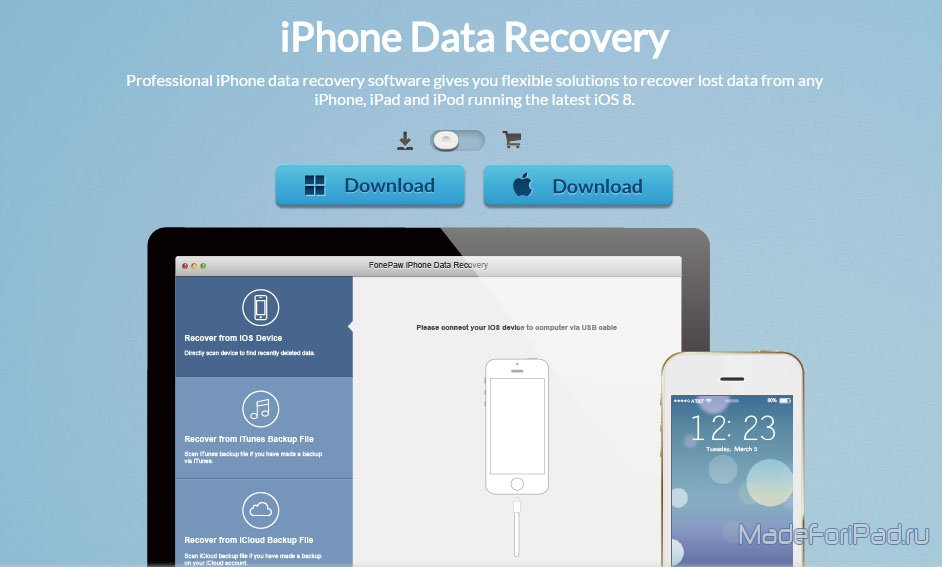 iPhone Data Recovery
Professional iPhone data recovery software gives you flexible solutions to recover lost data from any
iPhone, iPad and iPod running the latest iOS 8.
Download
Download
FonePaw iPhone Data Recovery
Recover from iOS Device
Directly scan device to find recently deleted data.
Recover from iTunes Backup File
Scan iTunes backup file if you have made a backup
via iTunes.
Recover from iCloud Backup File
Scan iCloud backup file if you have made a backup
on your iCloud account.
Please connect your iOS device to computer via USB cable
AT&T
80%
12:23
Tuesday, March 5
MadeForiPad.ru